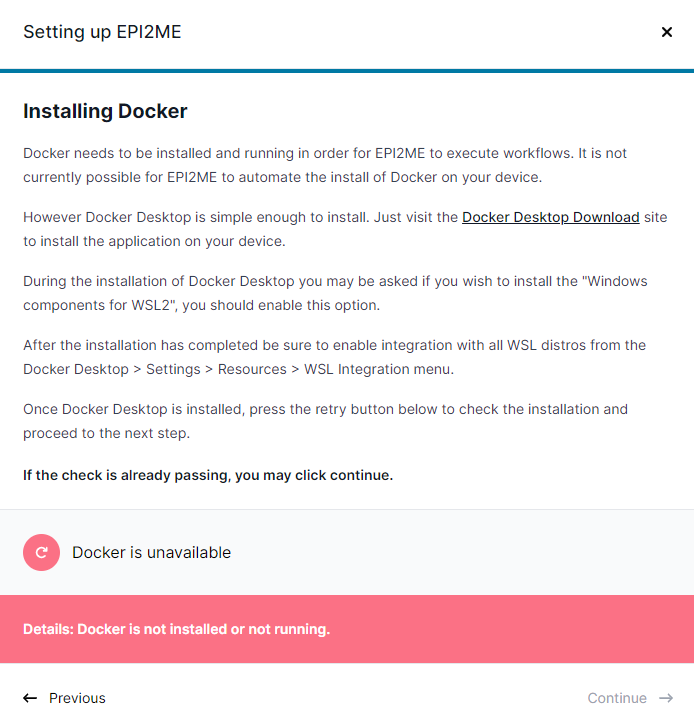 Setting up EPI2ME
Installing Docker
Docker needs to be installed and running in order for EPI2ME to execute workflows. It is not
currently possible for EPI2ME to automate the install of Docker on your device.
However Docker Desktop is simple enough to install. Just visit the Docker Desktop Download site
to install the application on your device.
During the installation of Docker Desktop you may be asked if you wish to install the "Windows
components for WSL2", you should enable this option.
After the installation has completed be sure to enable integration with all WSL distros from the
Docker Desktop > Settings > Resources > WSL Integration menu.
Once Docker Desktop is installed, press the retry button below to check the installation and
proceed to the next step.
If the check is already passing, you may click continue.
Docker is unavailable
Details: Docker is not installed or not running.
Previous
Continue